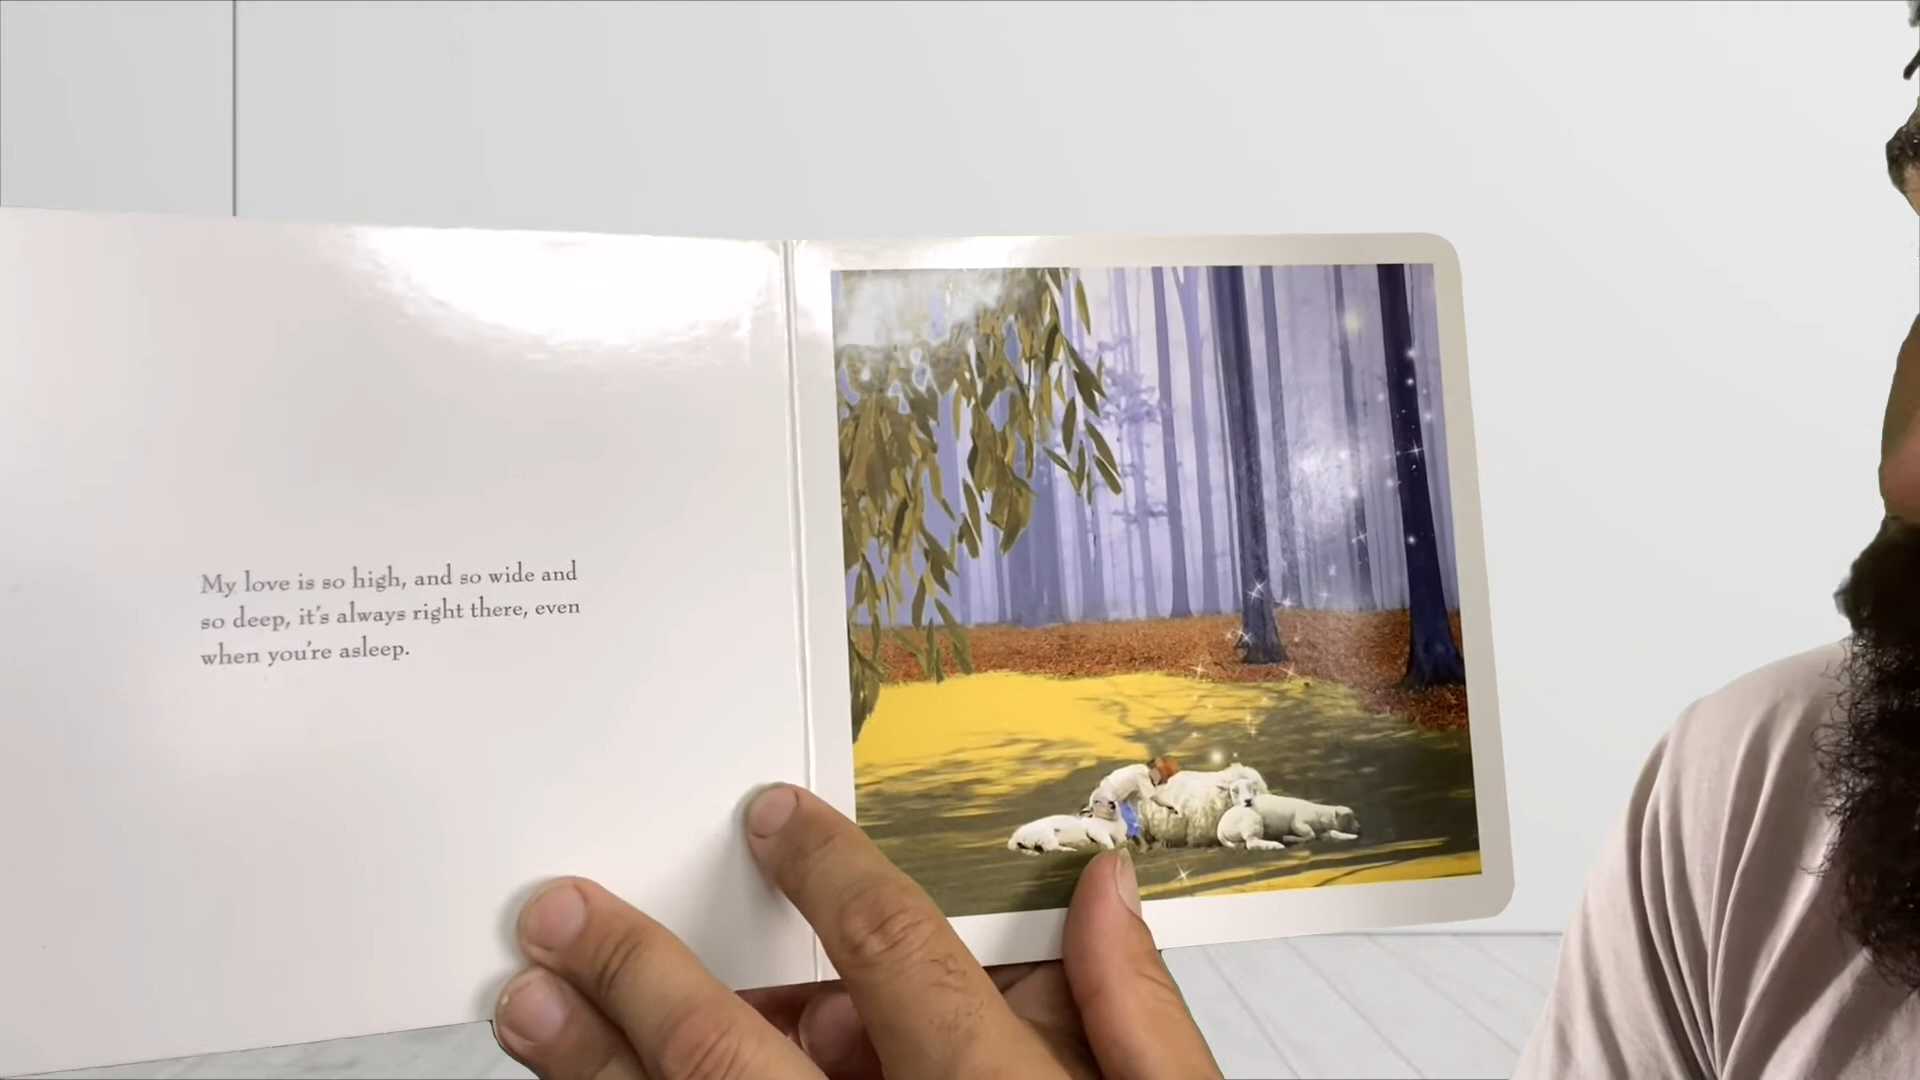 My love is so high, and so wide and
so deep, it's always right there, even
when you're asleep.